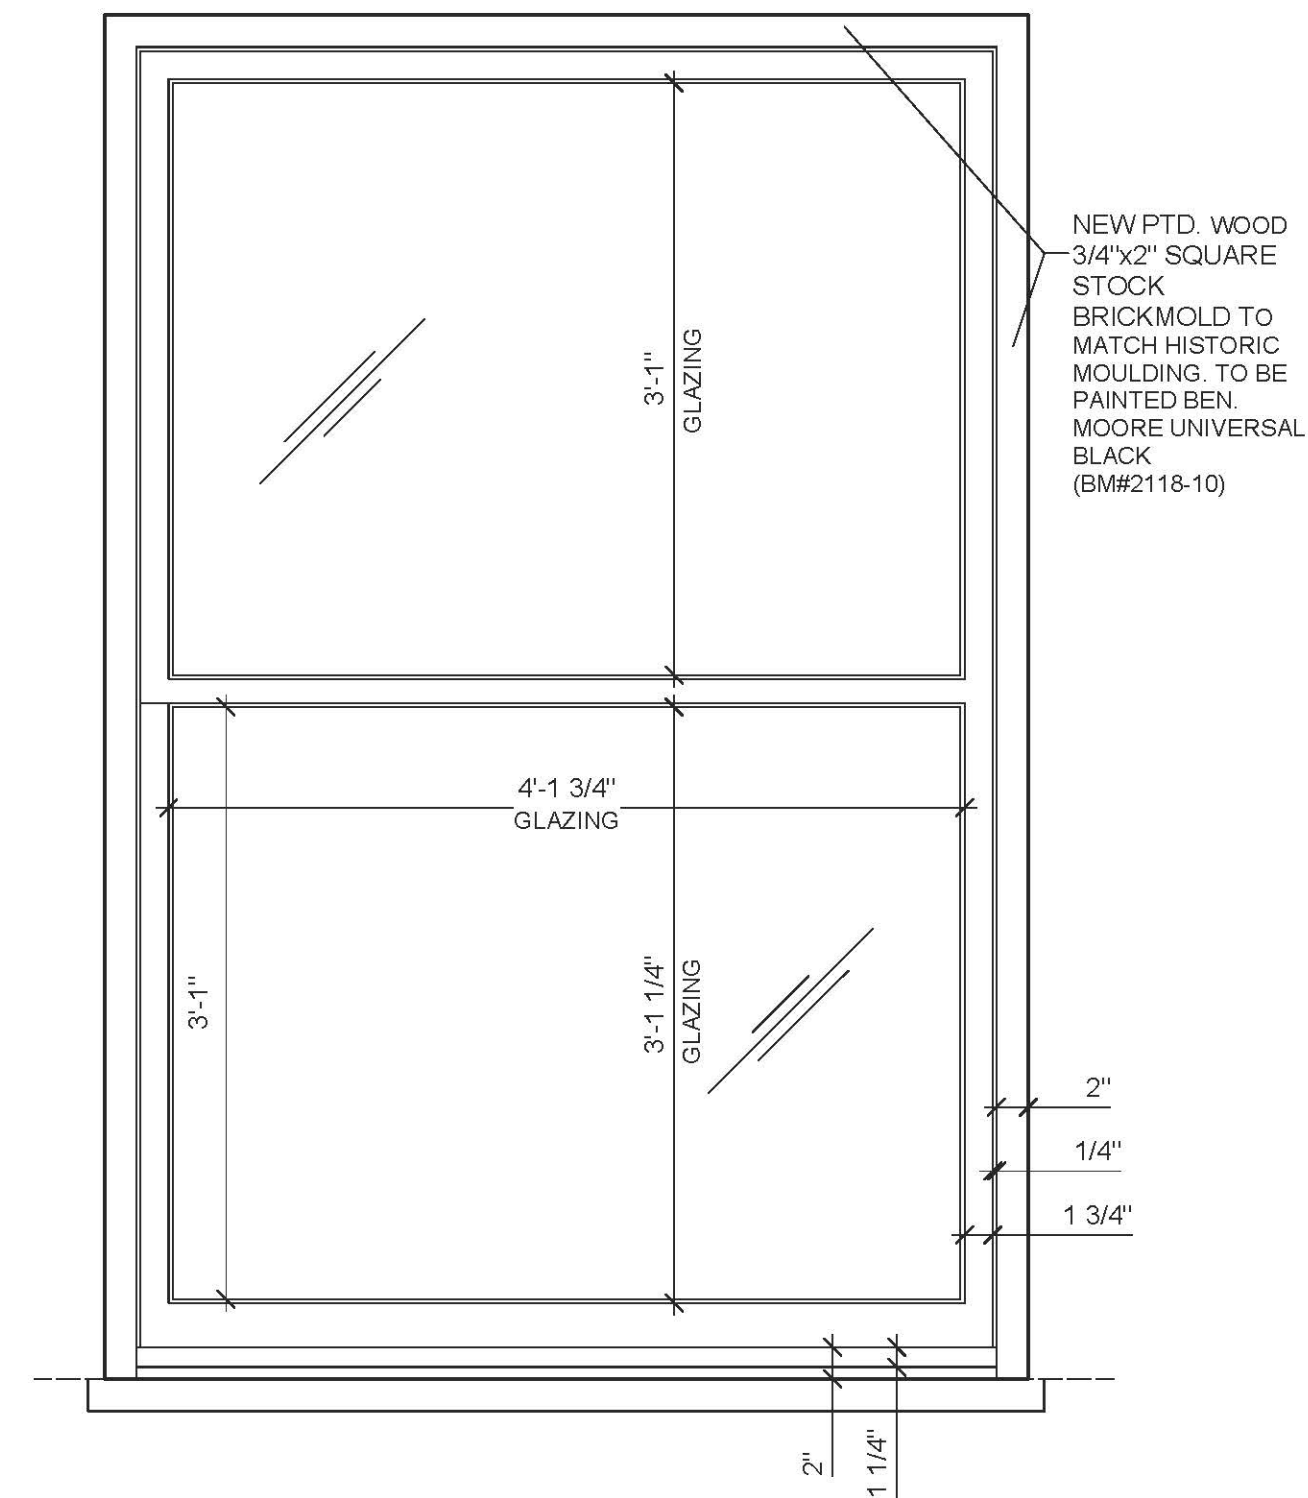 NEW PTD. WOOD
3/4"x2" SQUARE
STOCK
BRICKMOLD TO
MATCH HISTORIC
MOULDING. TO BE
PAINTED BEN.
MOORE UNIVERSAL
BLACK
(BM#2118-10)
3'-1"
GLAZING
4'-1 3/4"
GLAZING
3'-1"
3'-1 1/4"
GLAZING
2"
1/4"
1 3/4"
2"
1 1/4"